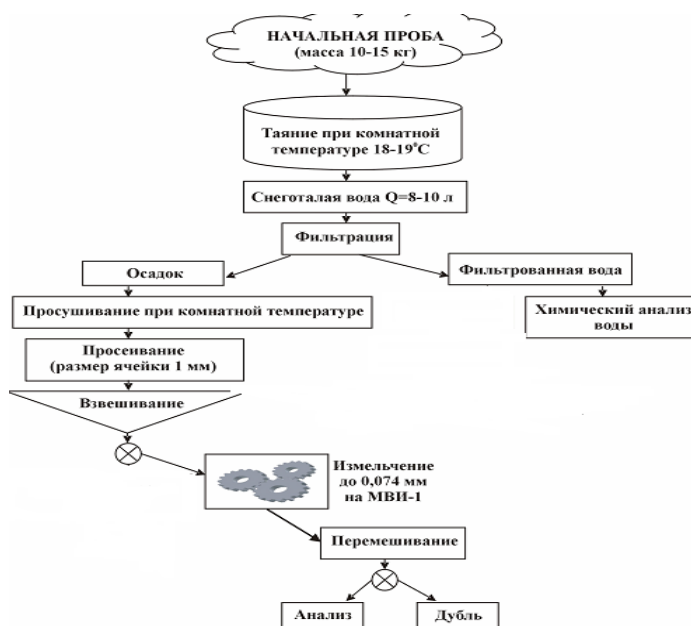 НАЧАЛЬНАЯ ПРОБА
(масса 10-15 кг)
Таяние при комнатной
температуре 18-19⁰С
Снеготалая вода Q=8-10 л
Фильтрация
Осадок
Фильтрованная вода
Просушивание при комнатной температуре
Химический анализ
воды
Просеивание
(размер ячейки 1 мм)
Взвешивание
Измельчение
до 0,074 мм
на МВИ-1
Перемешивание
Анализ
Дубль